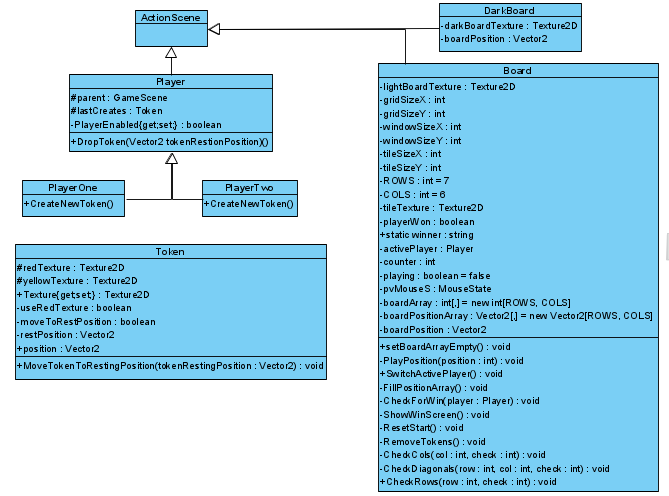 ActionScene
DarkBoard
-darkBoardTexture : Texture2D
-boardPosition : Vector2
Player
#parent : GameScene
#lastCreates : Token
-PlayerEnabled{get;set;} : boolean
+DropToken(Vector2 tokenRestionPosition)()
PlayerOne
+CreateNewToken()
PlayerTwo
+CreateNewToken()
Token
#redTexture : Texture2D
#yellowTexture : Texture2D
+Texture{get;set;} : Texture2D
-useRedTexture : boolean
-moveToRestPosition : boolean
-restPosition : Vector2
+position : Vector2
+MoveTokenToRestingPosition(tokenRestingPosition : Vector2) : void
Board
-lightBoardTexture : Texture2D
-gridSizeX : int
-gridSizeY : int
-windowSizeX : int
-windowSizeY : int
-tileSizeX : int
-tileSizeY : int
-ROWS : int = 7
-COLS : int = 6
-tileTexture : Texture2D
-playerWon : boolean
+static winner : string
-activePlayer : Player
-counter : int
-playing : boolean = false
-pvMouseS : MouseState
-boardArray : int[,] = new int[ROWS, COLS]
-boardPositionArray : Vector2[,] = new Vector2[ROWS, COLS]
-boardPosition : Vector2
+setBoardArrayEmpty() : void
-PlayPosition(position : int) : void
+SwitchActivePlayer() : void
-FillPositionArray() : void
-CheckForWin(player : Player) : void
-ShowWinScreen() : void
-ResetStart() : void
-RemoveTokens() : void
-CheckCols(col : int, check : int) : void
-CheckDiagonals(row : int, col : int, check : int) : void
+CheckRows(row : int, check : int) : void